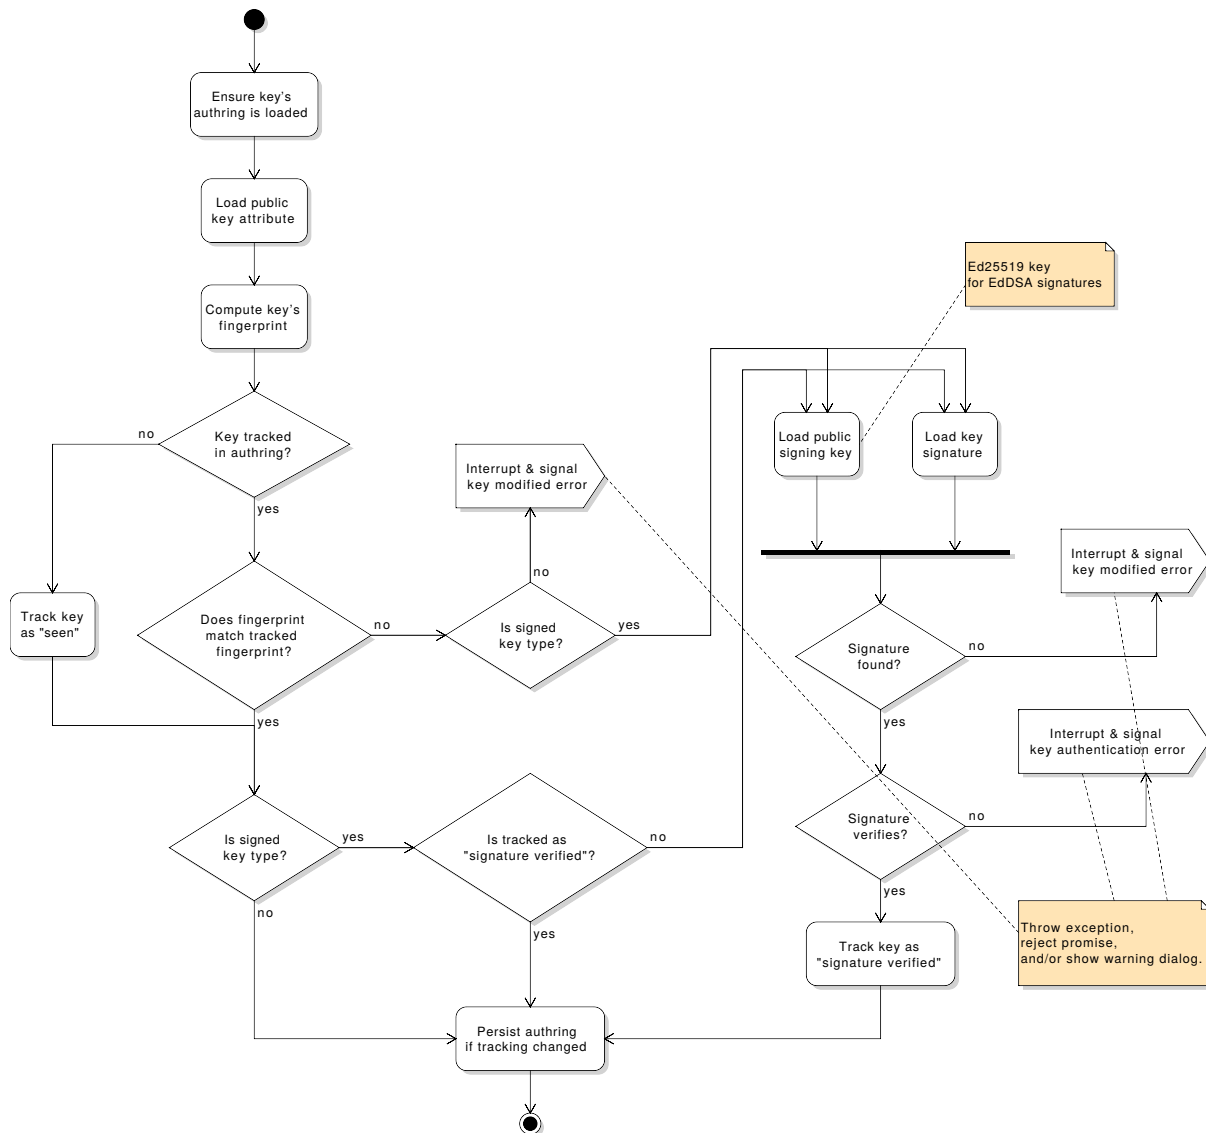 Ensure key's
authring is loaded
Load public
key attribute
Compute key's
fingerprint
Ed25519 key
for EdDSA signatures
no
Key tracked
in authring?
yes
Interrupt & signal
key modified error
Load public
signing key
Load key
signature
Track key
as "seen"
Does fingerprint
match tracked
fingerprint?
no
yes
no
Is signed
key type?
yes
Interrupt & signal
key modified error
Signature
found?
no
yes
Interrupt & signal
key authentication error
Is signed
key type?
yes
no
Is tracked as
"signature verified"?
no
yes
Signature
verifies?
no
yes
Track key as
"signature verified"
Throw exception,
reject promise,
and/or show warning dialog.
Persist authring
if tracking changed